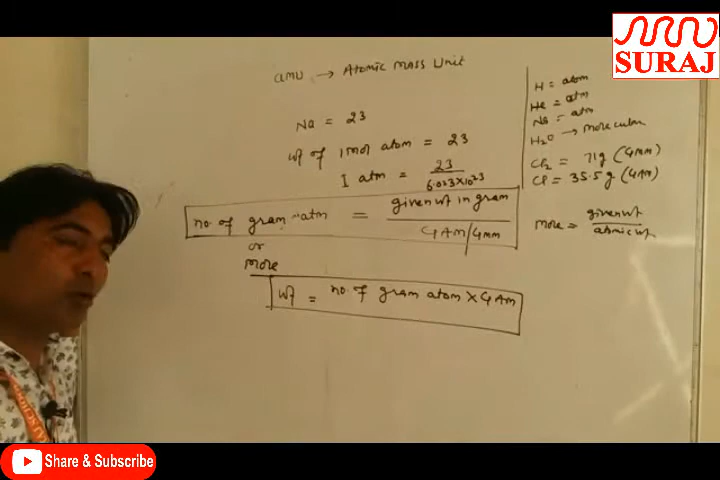 SURAJ
amu → Atomic Mass Unit
Na = 23
Wt of 1 mol atom = 23
1 atm = 23 / 6.023×10²³
no of gram atm = given wt in gram / GAM/GMM
or
Mole
Wt = no of gram atom × GAM
H = atom
He = atm
Na = atm
H₂O → molecular
Cl₂ = 71g (GMM)
Cl = 35.5g (GAM)
Mole = given wt / atomic wt
Share & Subscribe